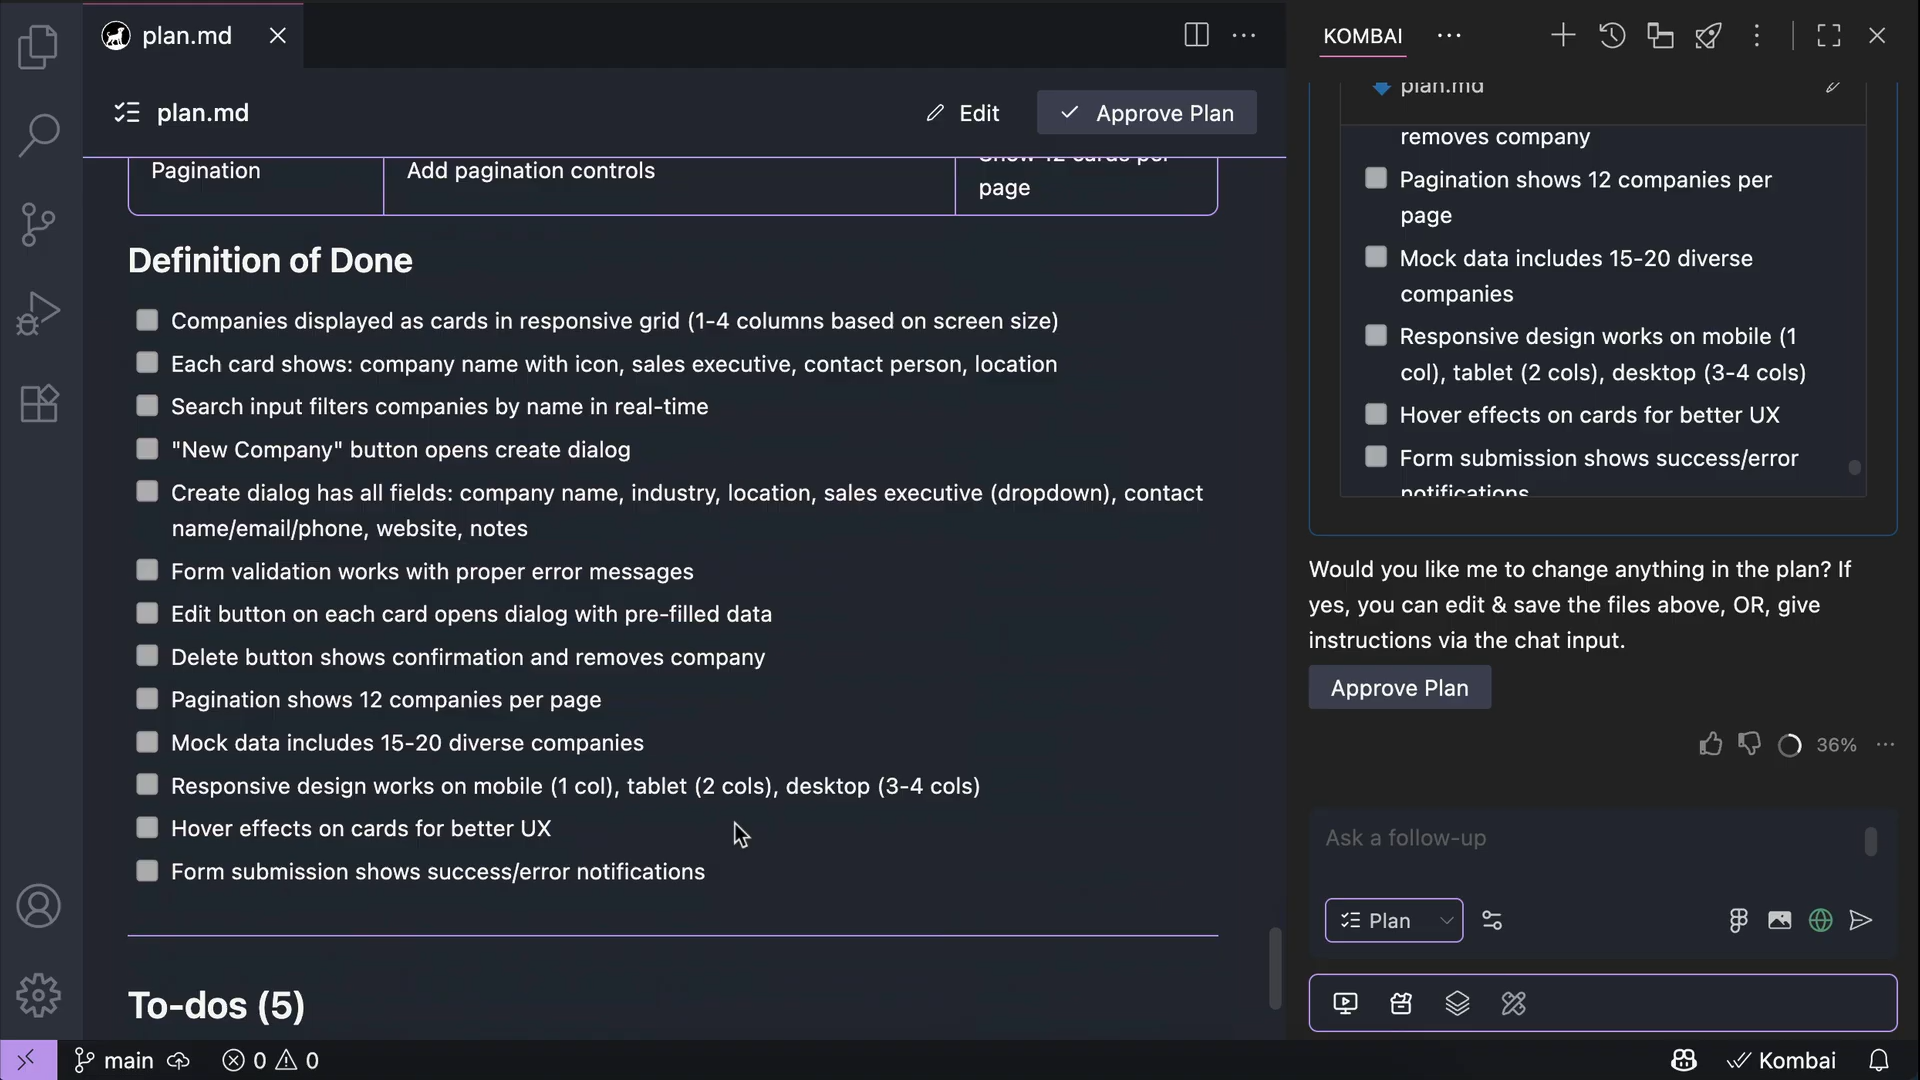 plan.md
KOMBAI
plan.md
Edit
Approve Plan
Pagination
Add pagination controls
Show 12 cards per
page
Definition of Done
Companies displayed as cards in responsive grid (1-4 columns based on screen size)
Each card shows: company name with icon, sales executive, contact person, location
Search input filters companies by name in real-time
"New Company" button opens create dialog
Create dialog has all fields: company name, industry, location, sales executive (dropdown), contact
name/email/phone, website, notes
Form validation works with proper error messages
Edit button on each card opens dialog with pre-filled data
Delete button shows confirmation and removes company
Pagination shows 12 companies per page
Mock data includes 15-20 diverse companies
Responsive design works on mobile (1 col), tablet (2 cols), desktop (3-4 cols)
Hover effects on cards for better UX
Form submission shows success/error notifications
To-dos (5)
plan.md
removes company
Pagination shows 12 companies per
page
Mock data includes 15-20 diverse
companies
Responsive design works on mobile (1
col), tablet (2 cols), desktop (3-4 cols)
Hover effects on cards for better UX
Form submission shows success/error
notifications
Would you like me to change anything in the plan? If
yes, you can edit & save the files above, OR, give
instructions via the chat input.
Approve Plan
36%
Ask a follow-up
Plan
main
0
0
Kombai